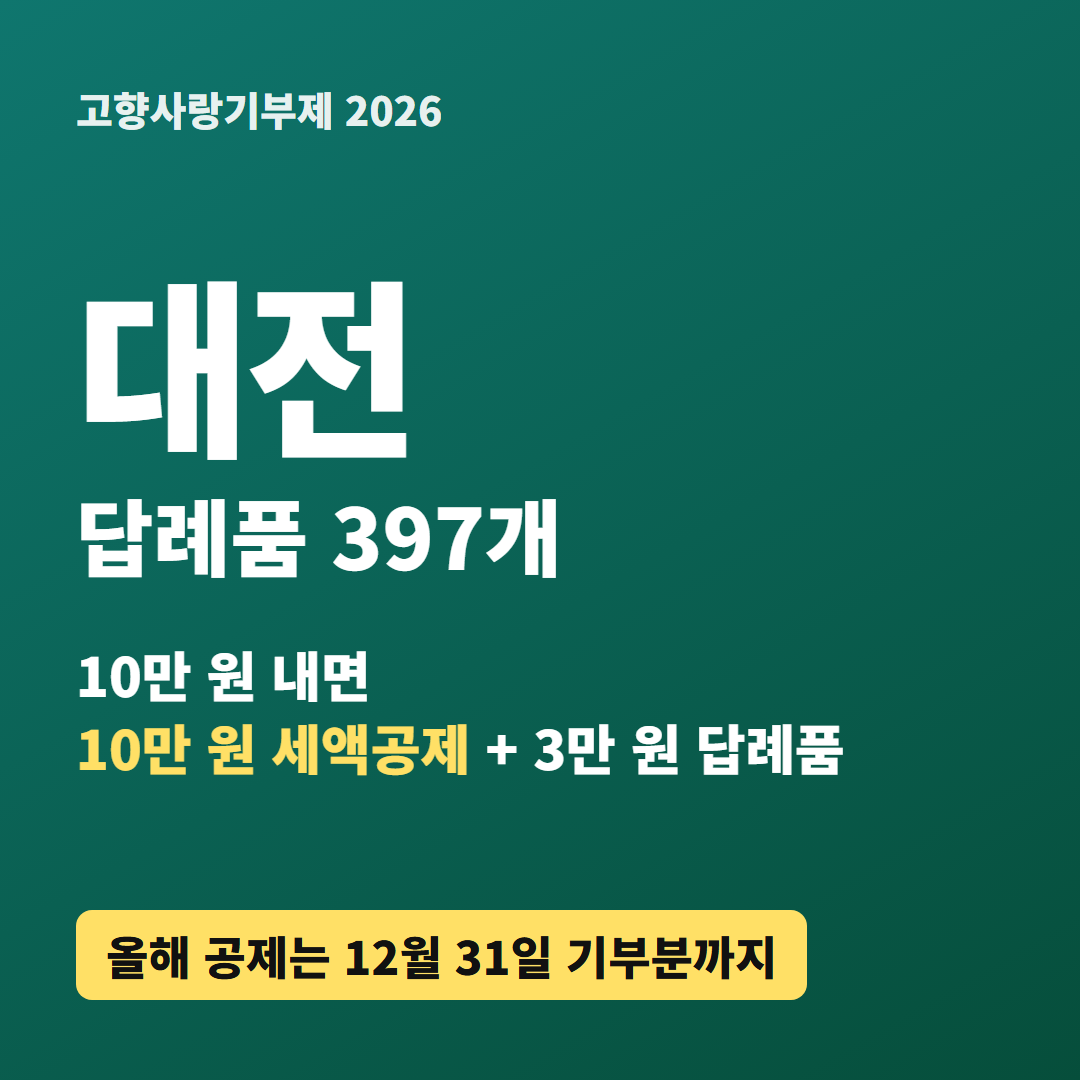 고향사랑기부제 2026
대전
답례품 397개
10만 원 내면
10만 원 세액공제 + 3만 원 답례품
올해 공제는 12월 31일 기부분까지